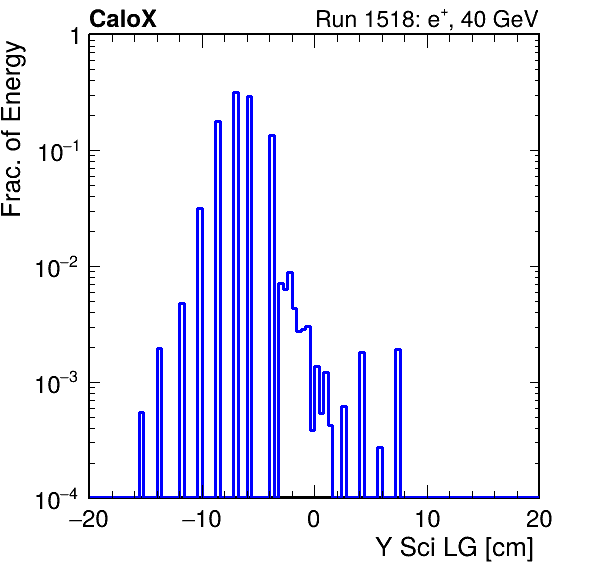 CaloX Run 1518: e⁺, 40 GeV
Frac. of Energy
1
10⁻¹
10⁻²
10⁻³
10⁻⁴
−20 −10 0 10 20
Y Sci LG [cm]